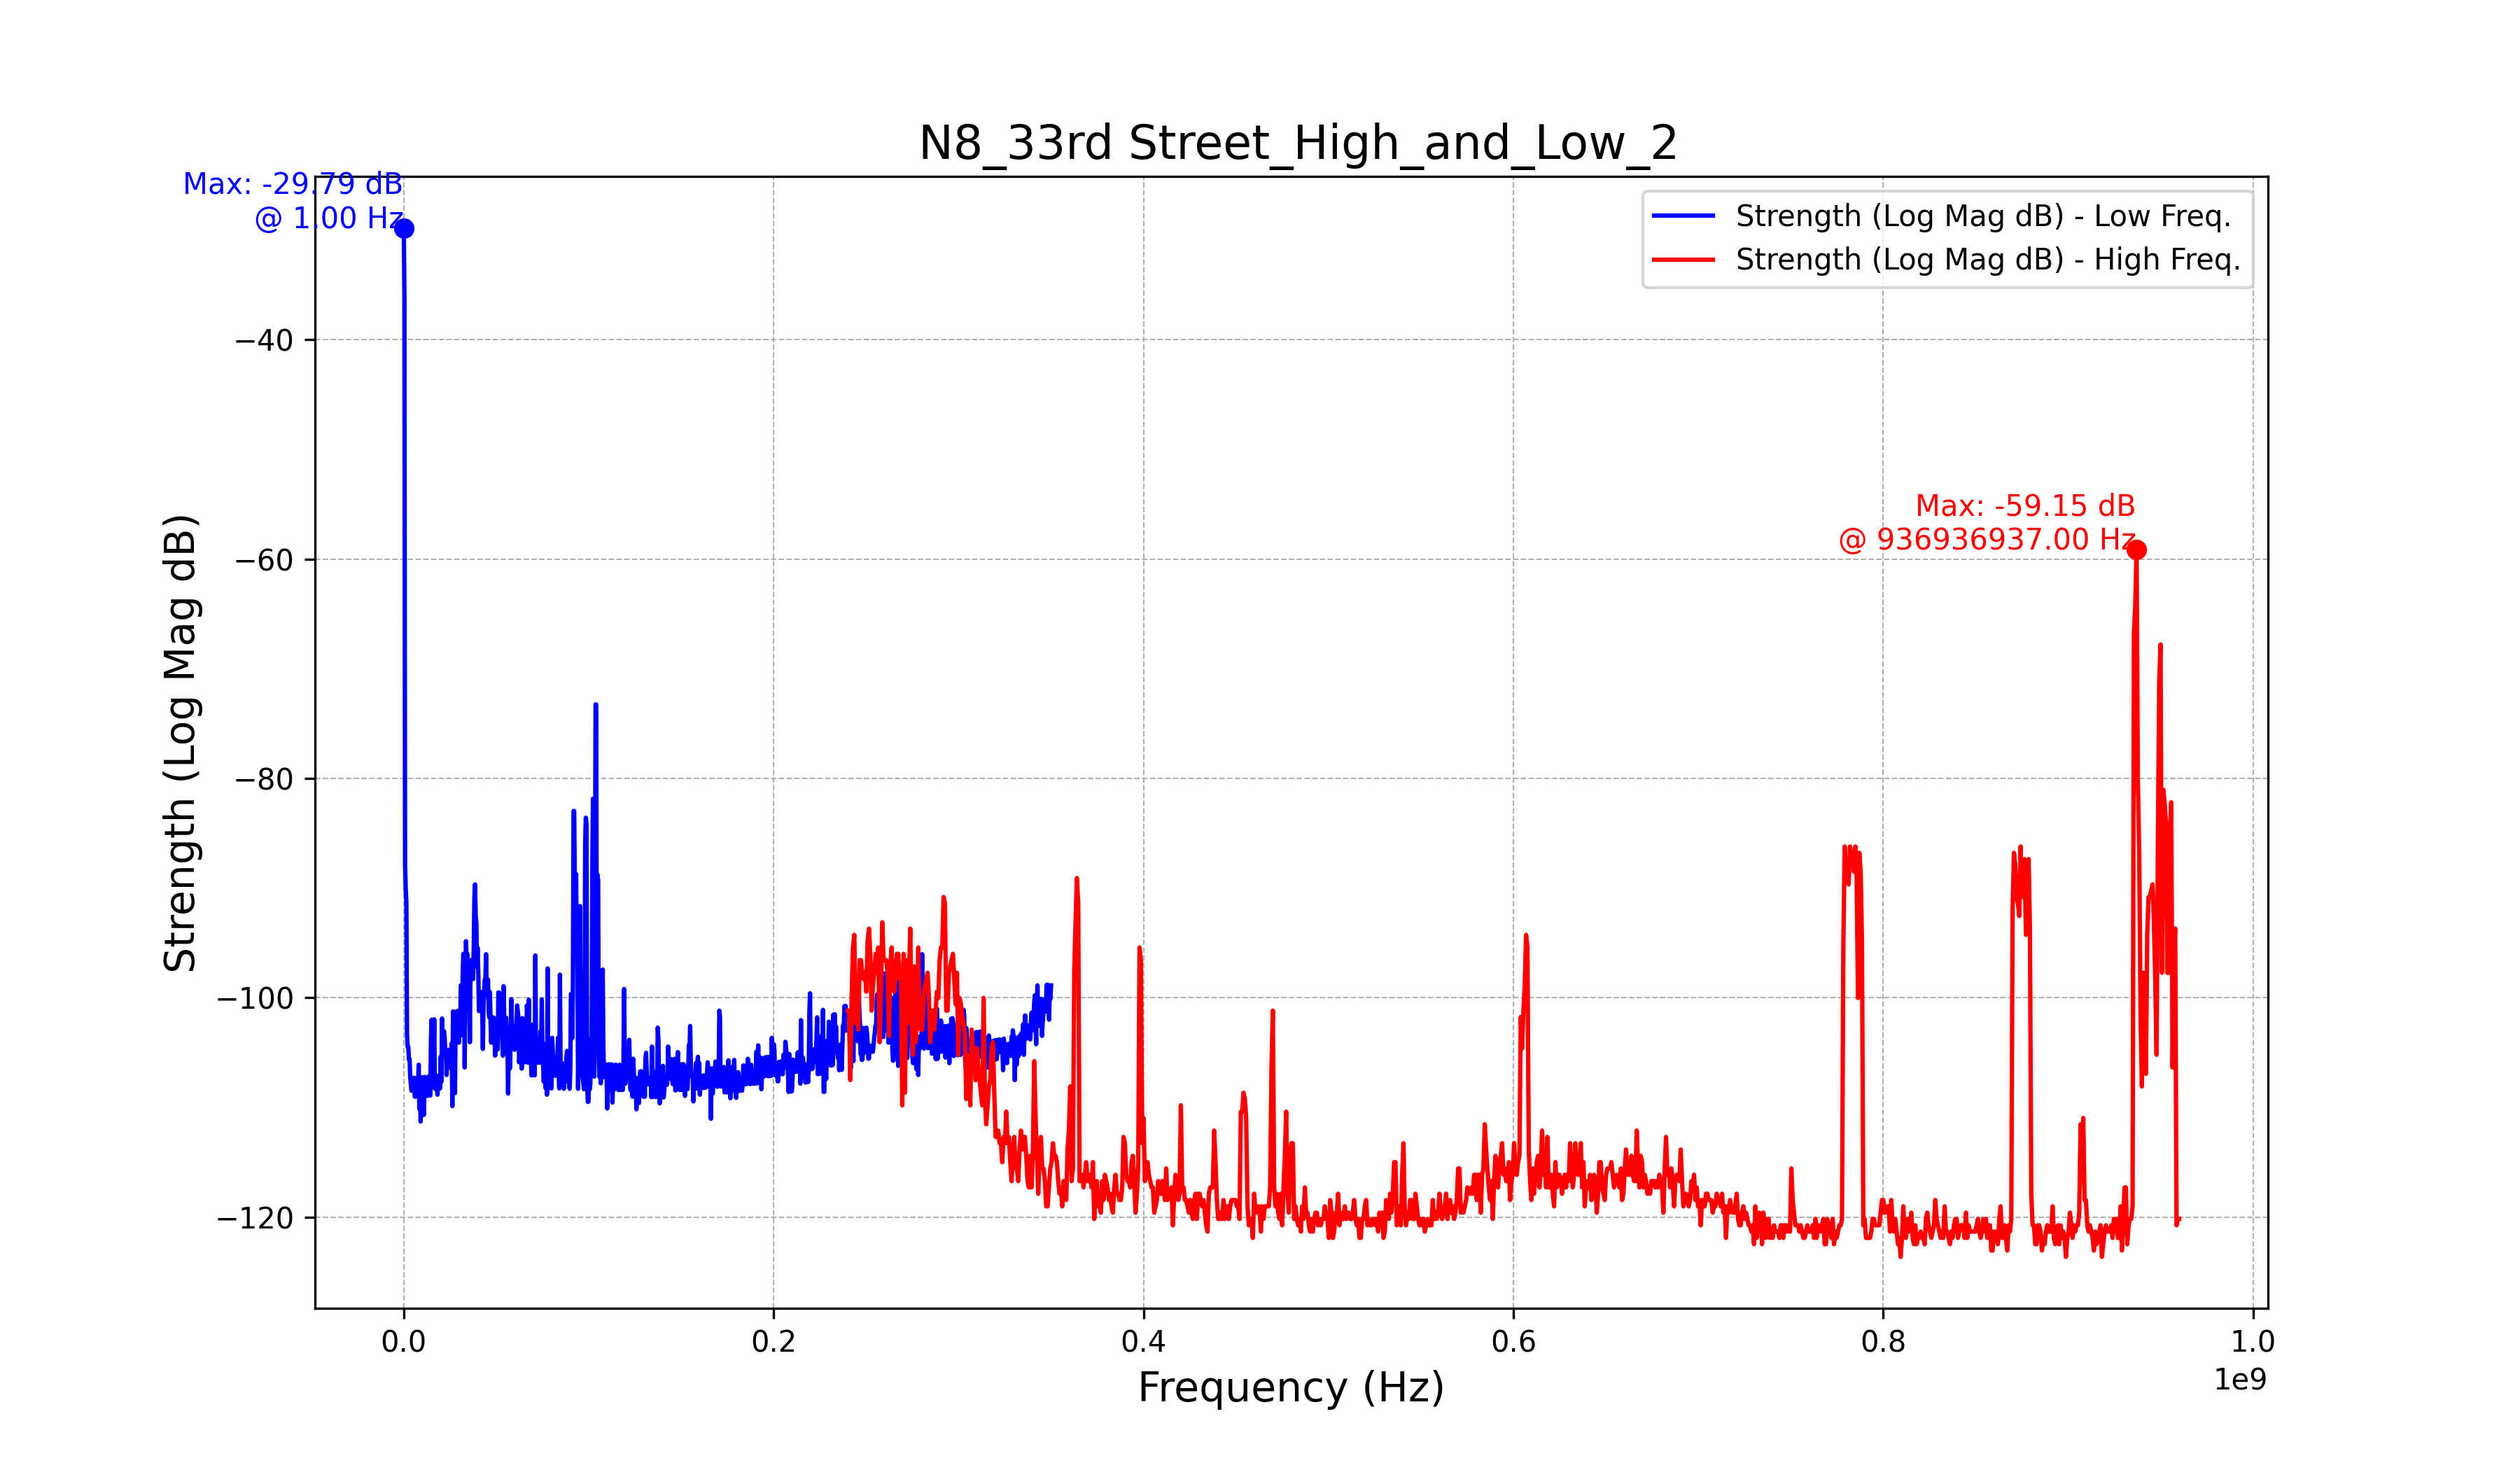 N8_33rd Street_High_and_Low_2
Max: -29.79 dB
@ 1.00 Hz
Strength (Log Mag dB) - Low Freq.
Strength (Log Mag dB) - High Freq.
Max: -59.15 dB
@ 936936937.00 Hz
Strength (Log Mag dB)
−40
−60
−80
−100
−120
0.0
0.2
0.4
0.6
0.8
1.0
1e9
Frequency (Hz)